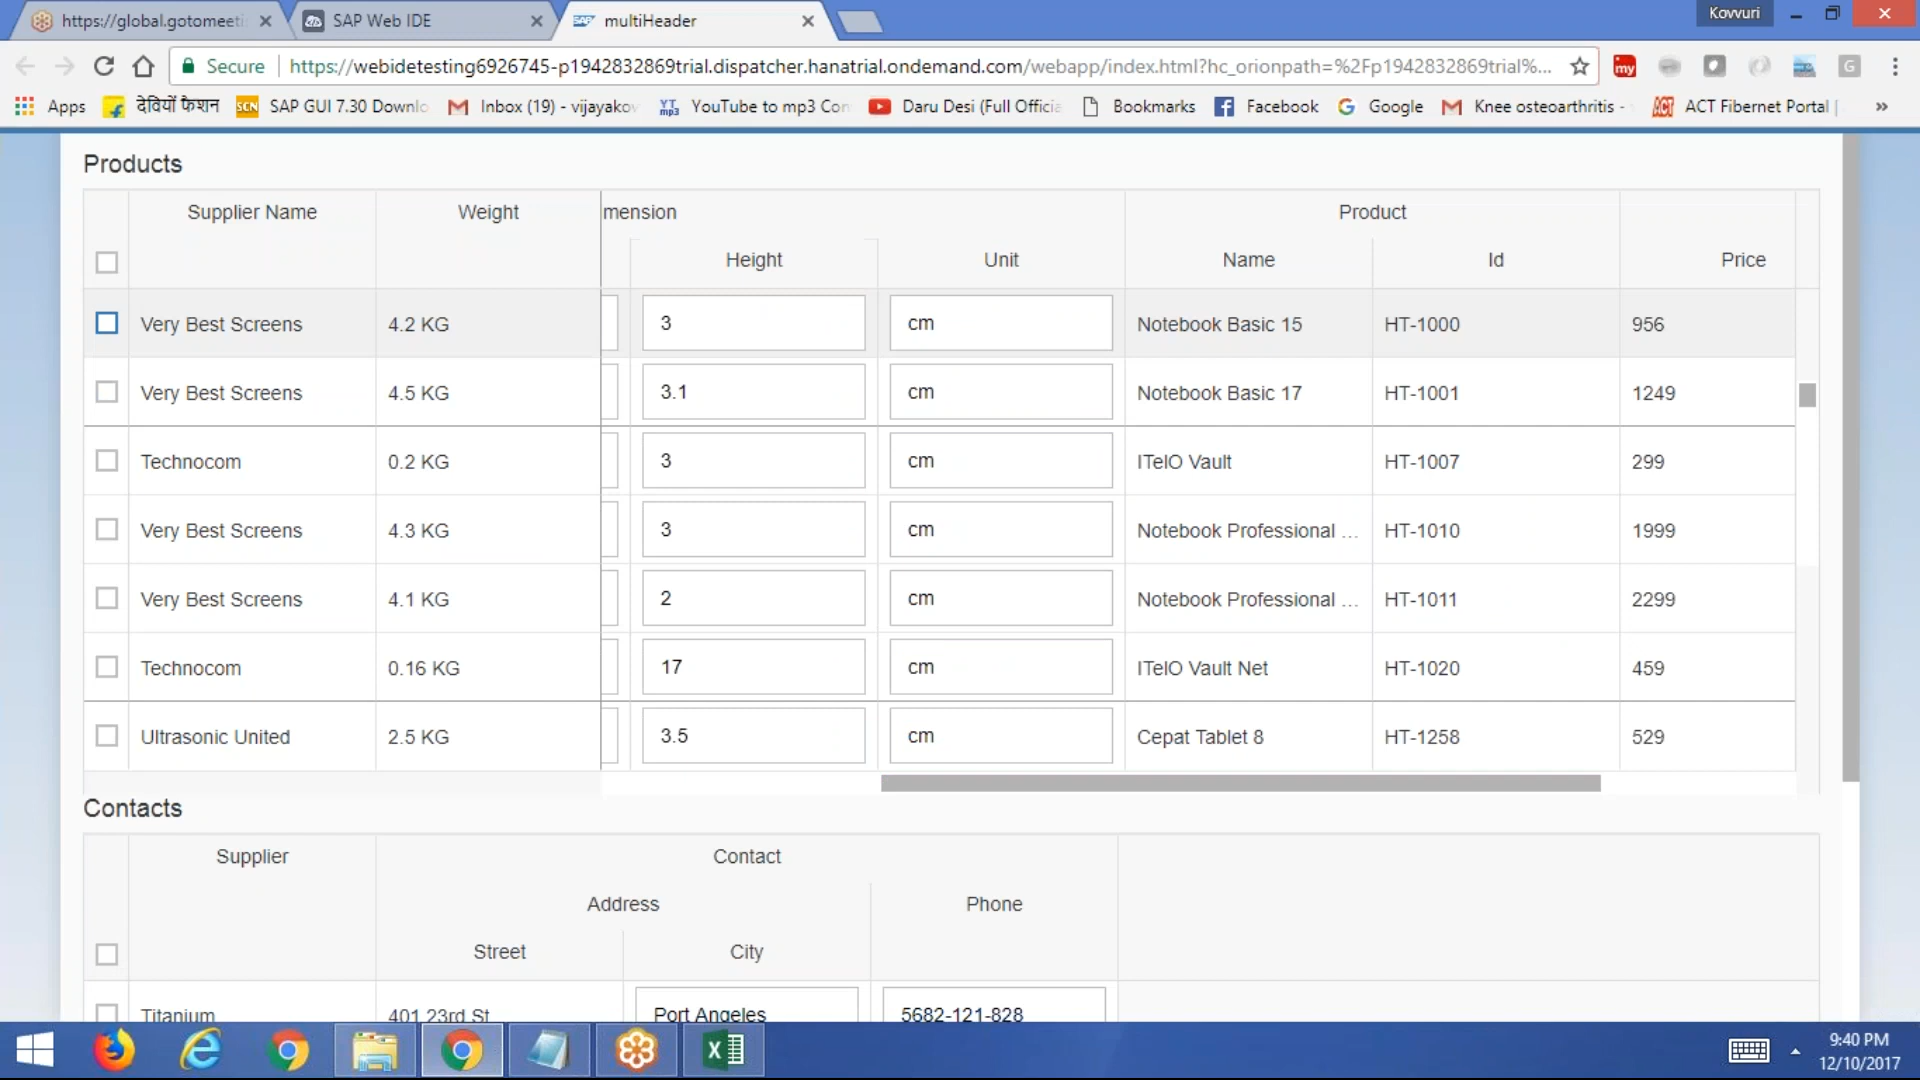 https://global.gotomeeti
SAP Web IDE
SAP multiHeader
Kovvuri
Secure
https://webidetesting6926745-p1942832869trial.dispatcher.hanatrial.ondemand.com/webapp/index.html?hc_orionpath=%2Fp1942832869trial%...
my
G
Apps
देवियों फैशन
SCN SAP GUI 7.30 Downlo
Inbox (19) - vijayakov
YT mp3 YouTube to mp3 Con
Daru Desi (Full Officia
Bookmarks
Facebook
Google
Knee osteoarthritis -
ACT ACT Fibernet Portal |
»
Products
Supplier Name Weight mension Product
Height Unit Name Id Price
Very Best Screens 4.2 KG 3 cm Notebook Basic 15 HT-1000 956
Very Best Screens 4.5 KG 3.1 cm Notebook Basic 17 HT-1001 1249
Technocom 0.2 KG 3 cm ITelO Vault HT-1007 299
Very Best Screens 4.3 KG 3 cm Notebook Professional ... HT-1010 1999
Very Best Screens 4.1 KG 2 cm Notebook Professional ... HT-1011 2299
Technocom 0.16 KG 17 cm ITelO Vault Net HT-1020 459
Ultrasonic United 2.5 KG 3.5 cm Cepat Tablet 8 HT-1258 529
Contacts
Supplier Contact
Address Phone
Street City
Titanium 401 23rd St Port Angeles 5682-121-828
9:40 PM
12/10/2017